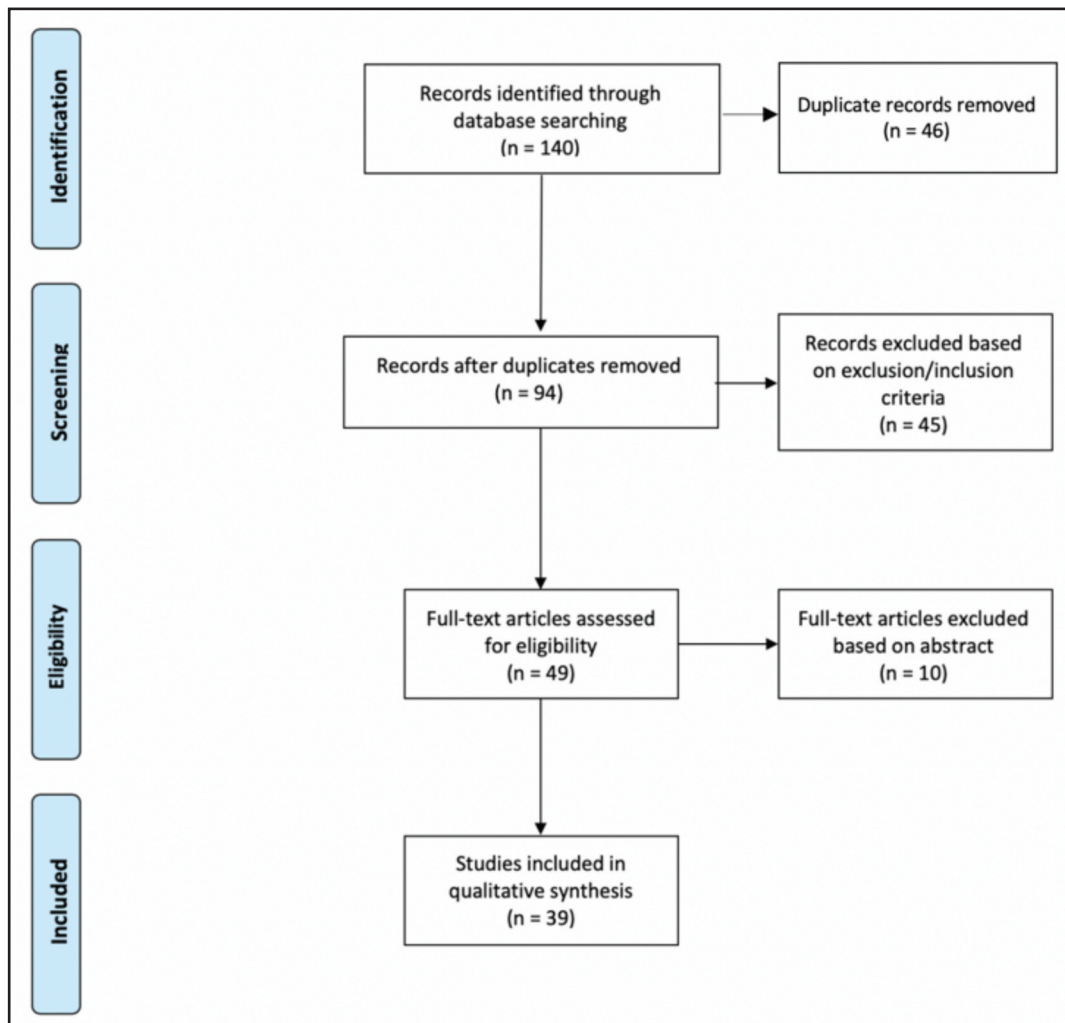 Identification
Records identified through
database searching
(n = 140)
Duplicate records removed
(n = 46)
Screening
Records after duplicates removed
(n = 94)
Records excluded based
on exclusion/inclusion
criteria
(n = 45)
Eligibility
Full-text articles assessed
for eligibility
(n = 49)
Full-text articles excluded
based on abstract
(n = 10)
Included
Studies included in
qualitative synthesis
(n = 39)